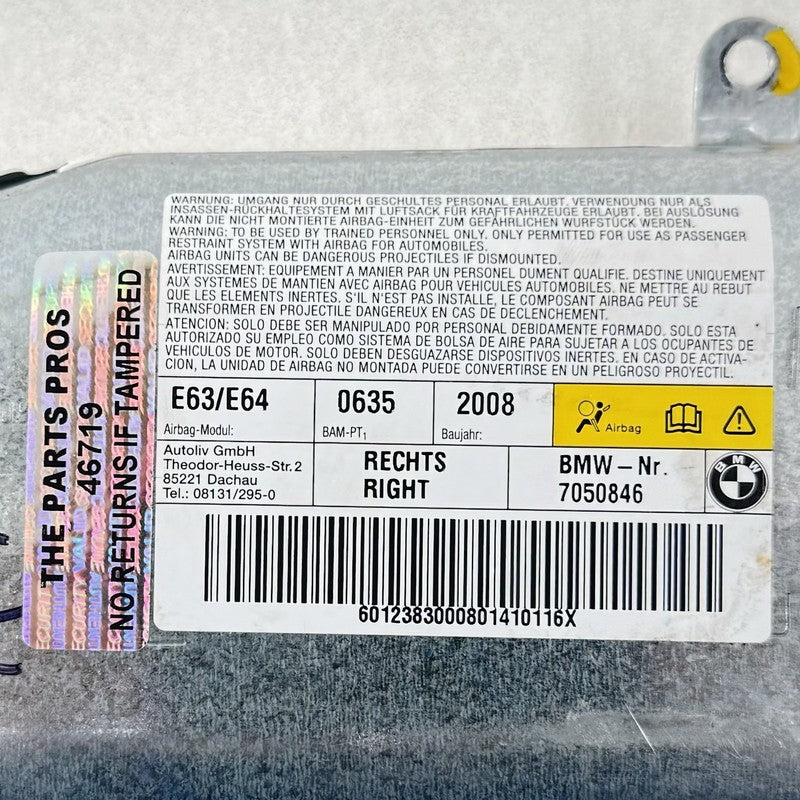 WARNUNG: UMGANG NUR DURCH GESCHULTES PERSONAL ERLAUBT. VERWENDUNG NUR ALS
INSASSEN-RÜCKHALTESYSTEM MIT LUFTSACK FÜR KRAFTFAHRZEUGE ERLAUBT. BEI AUSLÖSUNG
KANN DIE NICHT MONTIERTE AIRBAG-EINHEIT ZUM GEFÄHRLICHEN WURFSTÜCK WERDEN.
WARNING: TO BE USED BY TRAINED PERSONNEL ONLY. ONLY PERMITTED FOR USE AS PASSENGER
RESTRAINT SYSTEM WITH AIRBAG FOR AUTOMOBILES.
AIRBAG UNITS CAN BE DANGEROUS PROJECTILES IF DISMOUNTED.
AVERTISSEMENT: EQUIPEMENT A MANIER PAR UN PERSONEL DUMENT QUALIFIE. DESTINE UNIQUEMENT
AUX SYSTEMES DE MANTIEN AVEC AIRBAG POUR VEHICULES AUTOMOBILES. NE METTRE AU REBUT
QUE LES ELEMENTS INERTES. S'IL N'EST PAS INSTALLE, LE COMPOSANT AIRBAG PEUT SE
TRANSFORMER EN PROJECTILE DANGEREUX EN CAS DE DECLENCHEMENT.
ATENCION: SOLO DEBE SER MANIPULADO POR PERSONAL DEBIDAMENTE FORMADO. SOLO ESTA
AUTORIZADO SU EMPLEO COMO SISTEMA DE BOLSA DE AIRE PARA SUJETAR A LOS OCUPANTES DE
VEHICULOS DE MOTOR. SOLO DEBEN DESGUAZARSE DISPOSITIVOS INERTES. EN CASO DE ACTIVA-
CION, LA UNIDAD DE AIRBAG NO MONTADA PUEDE CONVERTIRSE EN UN PELIGROSO PROYECTIL.
E63/E64
Airbag-Modul:
0635
BAM-PT1
2008
Baujahr:
Airbag
Autoliv GmbH
Theodor-Heuss-Str.2
85221 Dachau
Tel.: 08131/295-0
RECHTS
RIGHT
BMW-Nr.
7050846
BMW
6012383000801410116X
THE PARTS PROS
46719
NO RETURNS IF TAMPERED